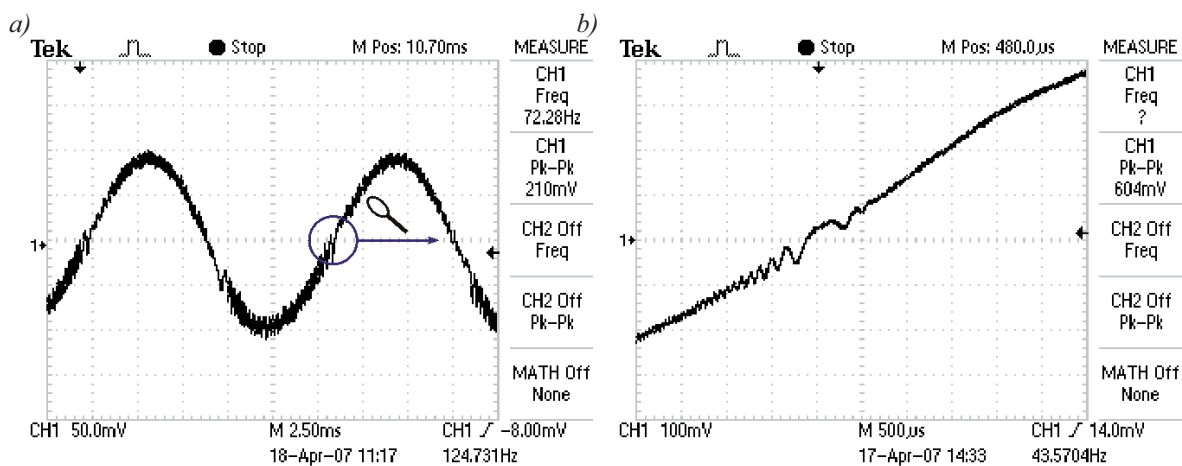 a)
Tek Stop M Pos: 10.70ms MEASURE
CH1
Freq
72.28Hz
CH1
Pk-Pk
210mV
CH2 Off
Freq
CH2 Off
Pk-Pk
MATH Off
None
1
CH1 50.0mV M 2.50ms CH1 -8.00mV
18-Apr-07 11:17 124.731Hz
b)
Tek Stop M Pos: 480.0µs MEASURE
CH1
Freq
?
CH1
Pk-Pk
604mV
CH2 Off
Freq
CH2 Off
Pk-Pk
MATH Off
None
1
CH1 100mV M 500µs CH1 14.0mV
17-Apr-07 14:33 43.5704Hz